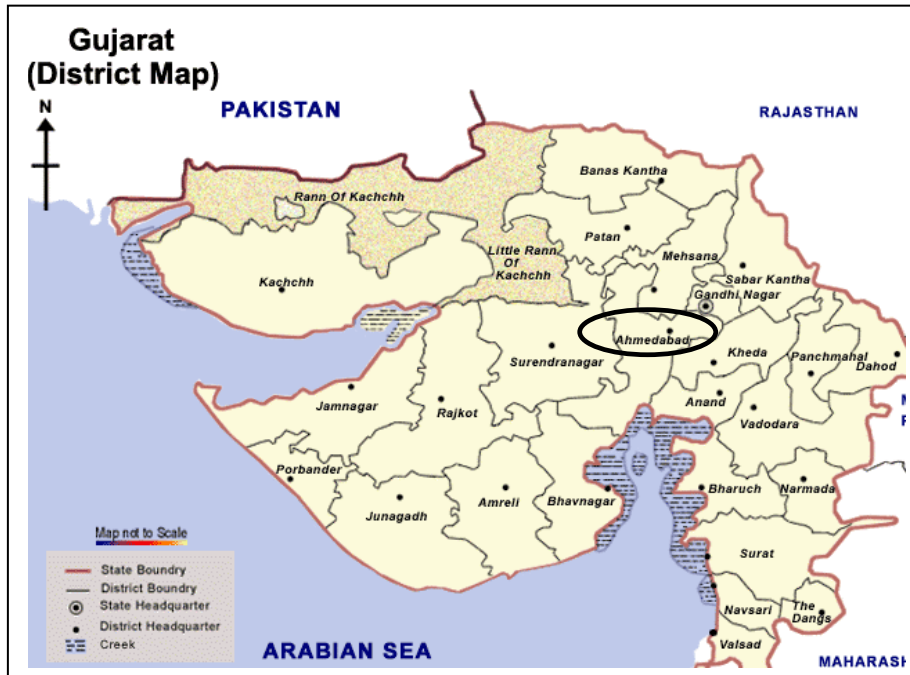 Gujarat
(District Map)
N
PAKISTAN
RAJASTHAN
Banas Kantha
Rann Of Kachchh
Patan
Little Rann
Of
Kachchh
Mehsana
Sabar Kantha
Kachchh
Gandhi Nagar
Ahmedabad
Surendranagar
Kheda
Panchmahal
Dahod
Jamnagar
Rajkot
Anand
Vadodara
M
Porbander
Junagadh
Amreli
Bhavnagar
Bharuch
Narmada
Map not to Scale
State Boundry
District Boundry
State Headquarter
District Headquarter
Creek
Surat
Navsari
The
Dangs
Valsad
ARABIAN SEA
MAHARASH